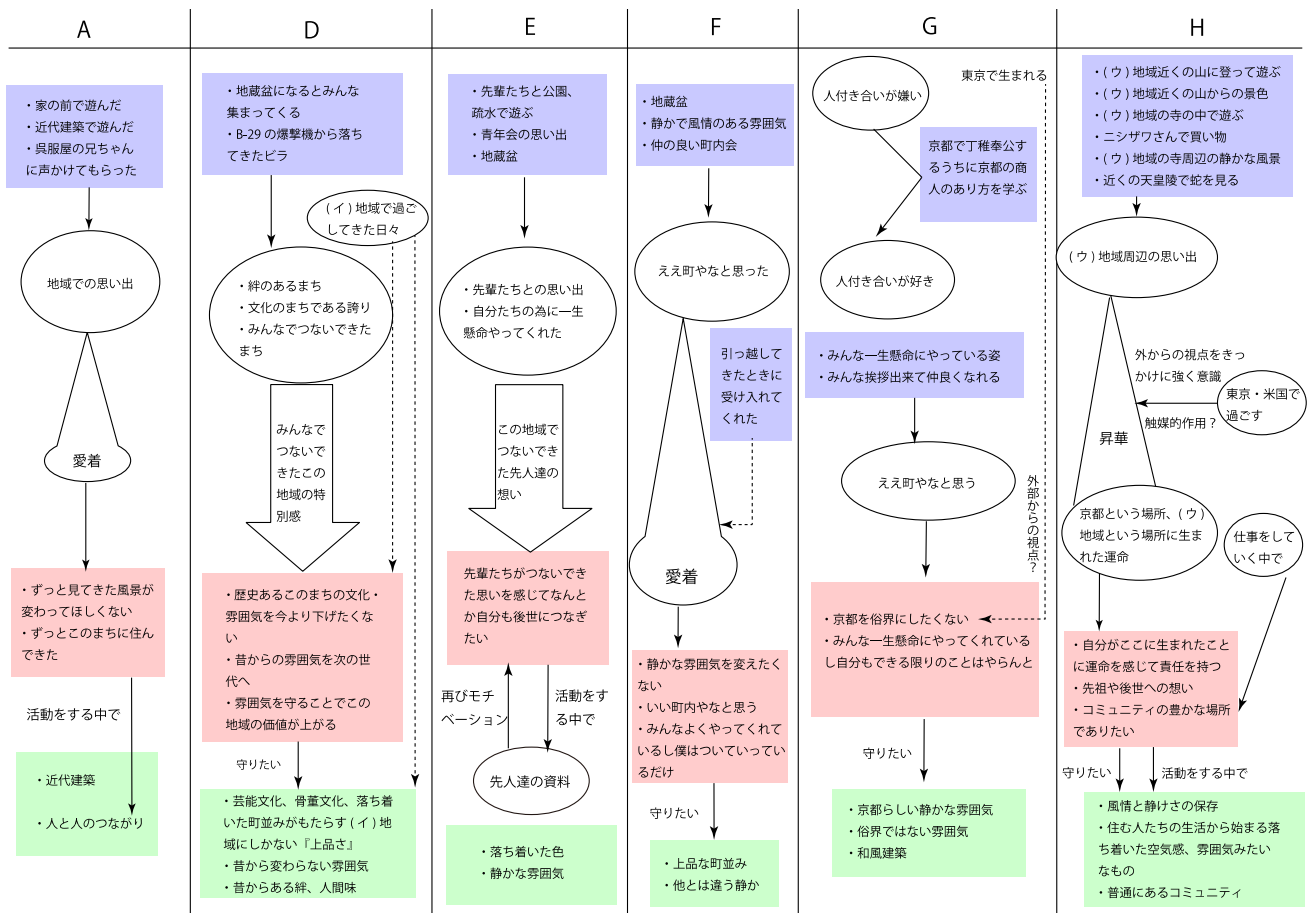 A
・家の前で遊んだ
・近代建築で遊んだ
・呉服屋の兄ちゃん
に声かけてもらった
地域での思い出
愛着
・ずっと見てきた風景が
変わってほしくない
・ずっとこのまちに住ん
できた
活動をする中で
・近代建築
・人と人のつながり
D
・地蔵盆になるとみんな
集まってくる
・B-29 の爆撃機から落ち
てきたビラ
( イ ) 地域で過ご
してきた日々
・絆のあるまち
・文化のまちである誇り
・みんなでつないできた
まち
みんなで
つないで
きたこの
地域の特
別感
・歴史あるこのまちの文化・
雰囲気を今より下げたくな
い
・昔からの雰囲気を次の世
代へ
・雰囲気を守ることでこの
地域の価値が上がる
守りたい
・芸能文化、骨董文化、落ち着
いた町並みがもたらす ( イ ) 地
域にしかない『上品さ』
・昔から変わらない雰囲気
・昔からある絆、人間味
E
・先輩たちと公園、
疏水で遊ぶ
・青年会の思い出
・地蔵盆
・先輩たちとの思い出
・自分たちの為に一生
懸命やってくれた
この地域で
つないでき
た先人達の
想い
先輩たちがつないでき
た思いを感じてなんと
か自分も後世につなぎ
たい
再びモチ
ベーション
活動をす
る中で
先人達の資料
・落ち着いた色
・静かな雰囲気
F
・地蔵盆
・静かで風情のある雰囲気
・仲の良い町内会
ええ町やなと思った
引っ越して
きたときに
受け入れて
くれた
愛着
・静かな雰囲気を変えたく
ない
・いい町内やなと思う
・みんなよくやってくれて
いるし僕はついていってい
るだけ
守りたい
・上品な町並み
・他とは違う静か
G
人付き合いが嫌い
東京で生まれる
京都で丁稚奉公す
るうちに京都の商
人のあり方を学ぶ
人付き合いが好き
・みんな一生懸命にやっている姿
・みんな挨拶出来て仲良くなれる
ええ町やなと思う
外部からの視点？
・京都を俗界にしたくない
・みんな一生懸命にやってくれている
し自分もできる限りのことはやらんと
守りたい
・京都らしい静かな雰囲気
・俗界ではない雰囲気
・和風建築
H
・( ウ ) 地域近くの山に登って遊ぶ
・( ウ ) 地域近くの山からの景色
・( ウ ) 地域の寺の中で遊ぶ
・ニシザワさんで買い物
・( ウ ) 地域の寺周辺の静かな風景
・近くの天皇陵で蛇を見る
( ウ ) 地域周辺の思い出
外からの視点をきっ
かけに強く意識
東京・米国で
過ごす
触媒的作用？
昇華
京都という場所、( ウ )
地域という場所に生ま
れた運命
仕事をして
いく中で
・自分がここに生まれたこと
に運命を感じて責任を持つ
・先祖や後世への想い
・コミュニティの豊かな場所
でありたい
守りたい
活動をする中で
・風情と静けさの保存
・住む人たちの生活から始まる落
ち着いた空気感、雰囲気みたい
なもの
・普通にあるコミュニティ